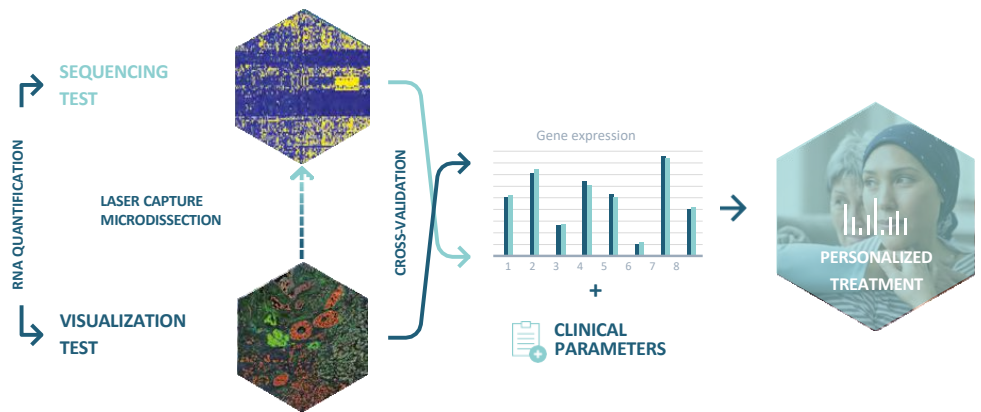 SEQUENCING
TEST
RNA QUANTIFICATION
LASER CAPTURE
MICRODISSECTION
VISUALIZATION
TEST
CROSS-VALIDATION
Gene expression
1 2 3 4 5 6 7 8
+
CLINICAL
PARAMETERS
PERSONALIZED
TREATMENT